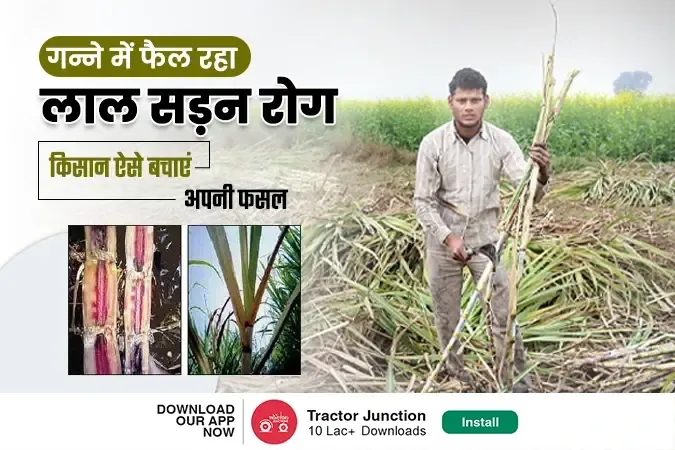 गन्ने में फैल रहा
लाल सड़न रोग
किसान ऐसे बचाएं
अपनी फसल
DOWNLOAD
OUR APP
NOW
Tractor Junction
10 Lac+ Downloads
Install